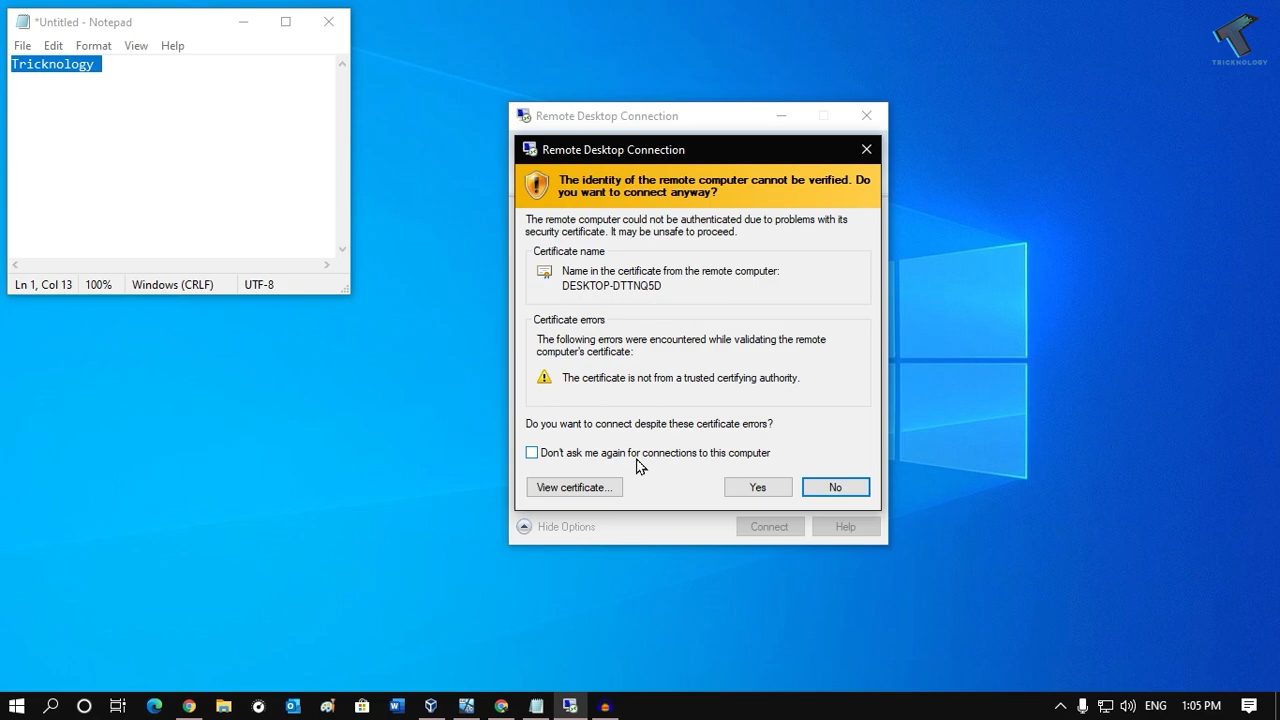 *Untitled - Notepad
File Edit Format View Help
Tricknology
Ln 1, Col 13 100% Windows (CRLF) UTF-8
TRICKNOLOGY
Remote Desktop Connection
Remote Desktop Connection
The identity of the remote computer cannot be verified. Do
you want to connect anyway?
The remote computer could not be authenticated due to problems with its
security certificate. It may be unsafe to proceed.
Certificate name
Name in the certificate from the remote computer:
DESKTOP-DTTNQ5D
Certificate errors
The following errors were encountered while validating the remote
computer's certificate:
The certificate is not from a trusted certifying authority.
Do you want to connect despite these certificate errors?
Don't ask me again for connections to this computer
View certificate... Yes No
Hide Options Connect Help
ENG 1:05 PM